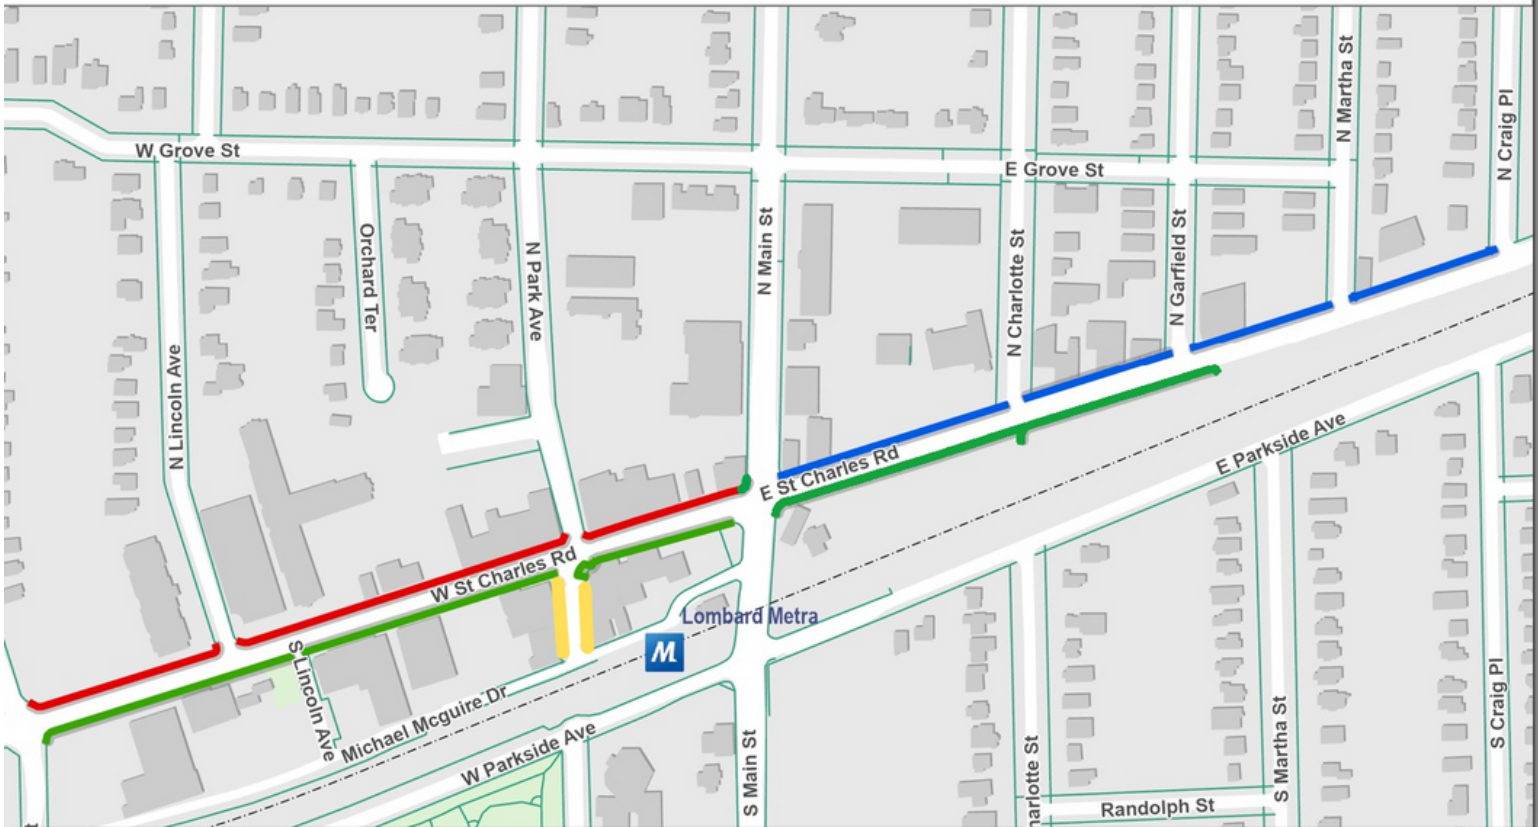 N Martha St
N Craig Pl
W Grove St
E Grove St
Orchard Ter
N Park Ave
N Main St
N Charlotte St
N Garfield St
N Lincoln Ave
E St Charles Rd
E Parkside Ave
W St Charles Rd
Lombard Metra
M
S Lincoln Ave
Michael Mcguire Dr
W Parkside Ave
S Main St
harlotte St
S Martha St
S Craig Pl
Randolph St
t